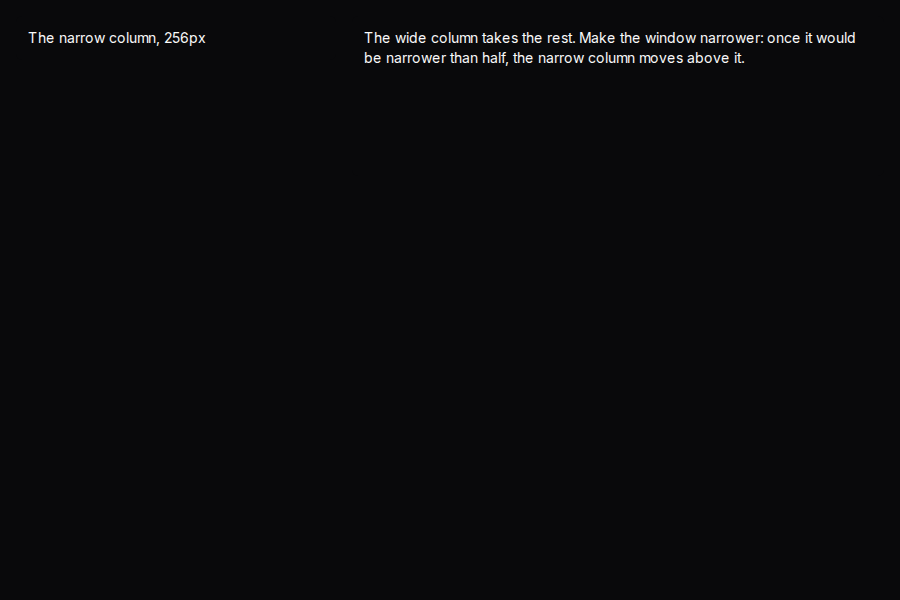 The narrow column, 256px
The wide column takes the rest. Make the window narrower: once it would
be narrower than half, the narrow column moves above it.